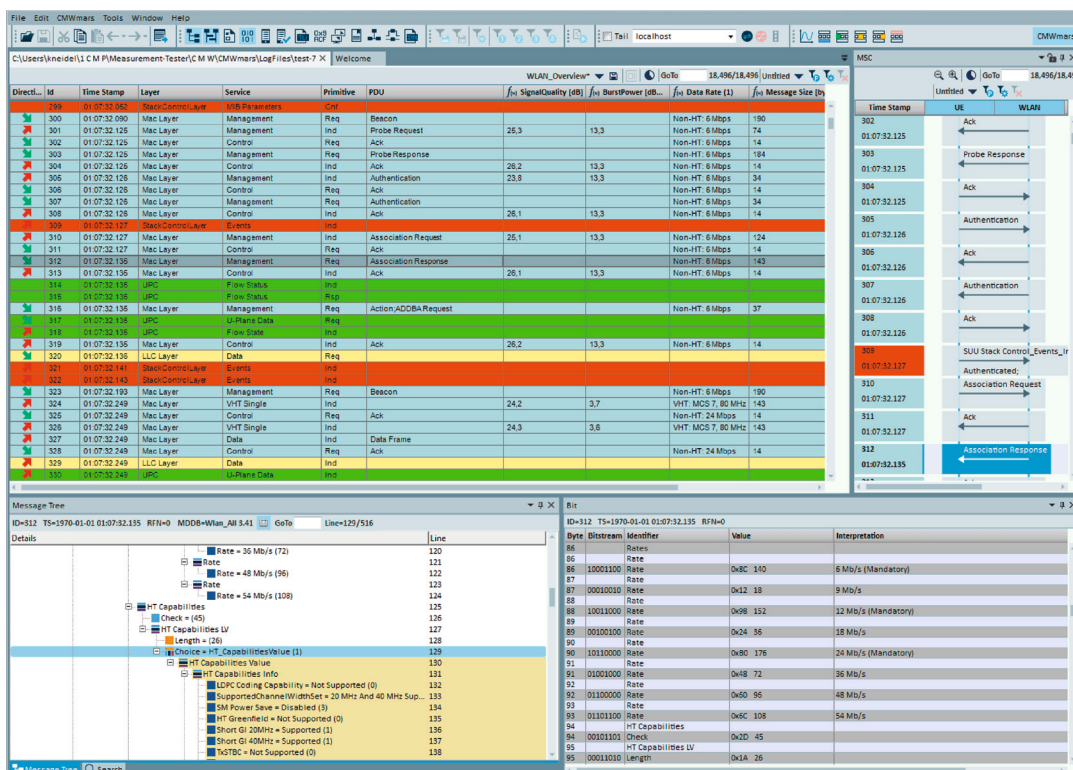 File Edit CMWmars Tools Window Help
Tail localhost CMWmar
C:\Users\kneidel\1 C M P\Measurement-Tester\C M W\CMWmars\LogFiles\test-7 X Welcome
WLAN_Overview* GoTo 18,496/18,496 Untitled
Directi... Id Time Stamp Layer Service Primitive PDU f(x) SignalQuality [dB] f(x) BurstPower [dB... f(x) Data Rate (1) f(x) Message Size [by
299 01:07:32.062 StackControlLayer MIB Parameters Cnf
300 01:07:32.090 Mac Layer Management Req Beacon Non-HT: 6 Mbps 190
301 01:07:32.125 Mac Layer Management Ind Probe Request 25,3 13,3 Non-HT: 6 Mbps 74
302 01:07:32.125 Mac Layer Control Req Ack Non-HT: 6 Mbps 14
303 01:07:32.125 Mac Layer Management Req Probe Response Non-HT: 6 Mbps 184
304 01:07:32.126 Mac Layer Control Ind Ack 26,2 13,3 Non-HT: 6 Mbps 14
305 01:07:32.126 Mac Layer Management Ind Authentication 23,8 13,3 Non-HT: 6 Mbps 34
306 01:07:32.126 Mac Layer Control Req Ack Non-HT: 6 Mbps 14
307 01:07:32.126 Mac Layer Management Req Authentication Non-HT: 6 Mbps 34
308 01:07:32.126 Mac Layer Control Ind Ack 26,1 13,3 Non-HT: 6 Mbps 14
309 01:07:32.127 StackControlLayer Events Ind
310 01:07:32.127 Mac Layer Management Ind Association Request 25,1 13,3 Non-HT: 6 Mbps 124
311 01:07:32.127 Mac Layer Control Req Ack Non-HT: 6 Mbps 14
312 01:07:32.135 Mac Layer Management Req Association Response Non-HT: 6 Mbps 143
313 01:07:32.135 Mac Layer Control Ind Ack 26,1 13,3 Non-HT: 6 Mbps 14
314 01:07:32.135 UPC Flow Status Ind
315 01:07:32.135 UPC Flow Status Rsp
316 01:07:32.135 Mac Layer Management Req Action;ADDBA Request Non-HT: 6 Mbps 37
317 01:07:32.135 UPC U-Plane Data Req
318 01:07:32.135 UPC Flow State Ind
319 01:07:32.135 Mac Layer Control Ind Ack 26,2 13,3 Non-HT: 6 Mbps 14
320 01:07:32.136 LLC Layer Data Req
321 01:07:32.141 StackControlLayer Events Ind
322 01:07:32.143 StackControlLayer Events Ind
323 01:07:32.193 Mac Layer Management Req Beacon Non-HT: 6 Mbps 190
324 01:07:32.249 Mac Layer VHT Single Ind 24,2 3,7 VHT: MCS 7, 80 MHz 143
325 01:07:32.249 Mac Layer Control Req Ack Non-HT: 24 Mbps 14
326 01:07:32.249 Mac Layer VHT Single Ind 24,3 3,6 VHT: MCS 7, 80 MHz 143
327 01:07:32.249 Mac Layer Data Ind Data Frame
328 01:07:32.249 Mac Layer Control Req Ack Non-HT: 24 Mbps 14
329 01:07:32.249 LLC Layer Data Ind
330 01:07:32.249 UPC U-Plane Data Ind
MSC
GoTo 18,496/18
Untitled
Time Stamp UE WLAN
302 Ack
01:07:32.125
303 Probe Response
01:07:32.125
304 Ack
01:07:32.126
305 Authentication
01:07:32.126
306 Ack
01:07:32.126
307 Authentication
01:07:32.126
308 Ack
01:07:32.126
309 SUU Stack Control_Events_Ir
01:07:32.127 Authenticated;
310 Association Request
01:07:32.127
311 Ack
01:07:32.127
312 Association Response
01:07:32.135
Message Tree
ID=312 TS=1970-01-01 01:07:32.135 RFN=0 MDDB=Wlan_All 3.41 GoTo Line=129/516
Details Line
Rate = 36 Mb/s (72) 120
Rate 121
Rate = 48 Mb/s (96) 122
Rate 123
Rate = 54 Mb/s (108) 124
HT Capabilities 125
Check = (45) 126
HT Capabilities LV 127
Length = (26) 128
Choice = HT_CapabilitiesValue (1) 129
HT Capabilities Value 130
HT Capabilities Info 131
LDPC Coding Capability = Not Supported (0) 132
SupportedChannelWidthSet = 20 MHz And 40 MHz Sup... 133
SM Power Save = Disabled (3) 134
HT Greenfield = Not Supported (0) 135
Short GI 20MHz = Supported (1) 136
Short GI 40MHz = Supported (1) 137
TxSTBC = Not Supported (0) 138
Message Tree Search
Bit
ID=312 TS=1970-01-01 01:07:32.135 RFN=0
Byte Bitstream Identifier Value Interpretation
86 Rates
86 Rate
86 10001100 Rate 0x8C 140 6 Mb/s (Mandatory)
87 Rate
87 00010010 Rate 0x12 18 9 Mb/s
88 Rate
88 10011000 Rate 0x98 152 12 Mb/s (Mandatory)
89 Rate
89 00100100 Rate 0x24 36 18 Mb/s
90 Rate
90 10110000 Rate 0xB0 176 24 Mb/s (Mandatory)
91 Rate
91 01001000 Rate 0x48 72 36 Mb/s
92 Rate
92 01100000 Rate 0x60 96 48 Mb/s
93 Rate
93 01101100 Rate 0x6C 108 54 Mb/s
94 HT Capabilities
94 00101101 Check 0x2D 45
95 HT Capabilities LV
95 00011010 Length 0x1A 26